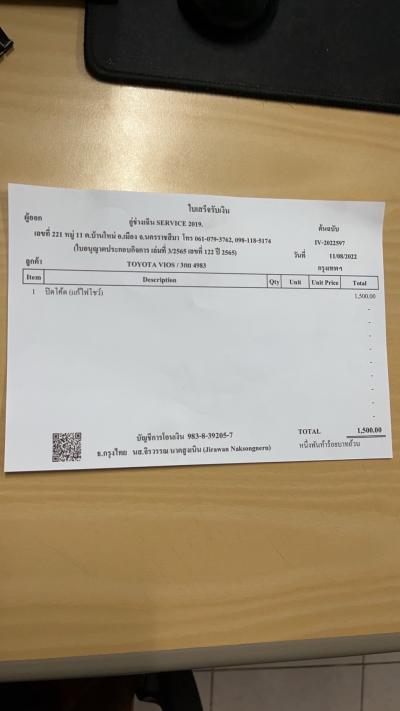 ใบเสร็จรับเงิน
ผู้ออก
อู่ช่างเฉิน SERVICE 2019.
ต้นฉบับ
เลขที่ 221 หมู่ 11 ต.บ้านใหม่ อ.เมือง จ.นครราชสีมา โทร 061-079-3762, 098-118-5174
IV-2022597
(ใบอนุญาตประกอบกิจการ เล่มที่ 3/2565 เลขที่ 122 ปี 2565)
วันที่ 11/08/2022
ลูกค้า
TOYOTA VIOS / 3กก 4983
กรุงเทพฯ
Item Description Qty Unit Unit Price Total
1 ปิดโค้ด (แก้ไฟโชว์) 1,500.00
-
-
-
-
-
-
-
-
-
บัญชีการโอนเงิน 983-8-39205-7
TOTAL 1,500.00
ธ.กรุงไทย นส.จิรวรรณ นาคสูงเนิน (Jirawan Naksongneru)
หนึ่งพันห้าร้อยบาทถ้วน